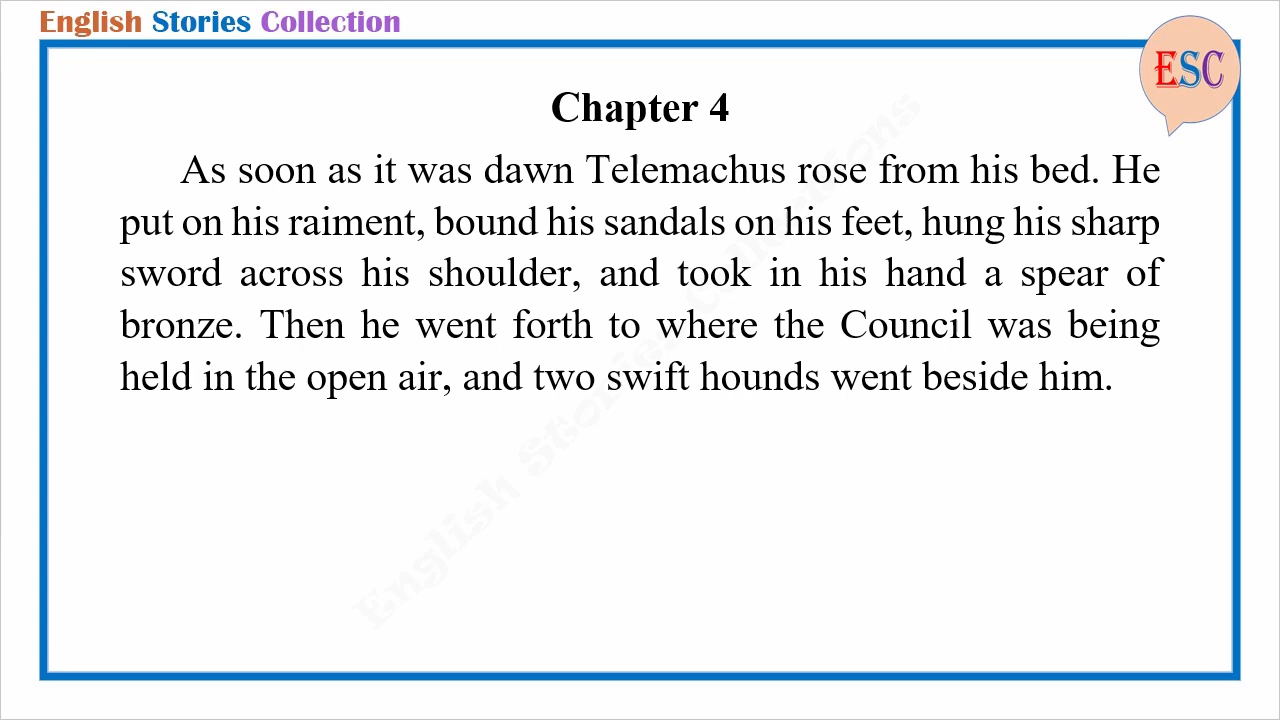 English Stories Collection
ESC
Chapter 4
As soon as it was dawn Telemachus rose from his bed. He
put on his raiment, bound his sandals on his feet, hung his sharp
sword across his shoulder, and took in his hand a spear of
bronze. Then he went forth to where the Council was being
held in the open air, and two swift hounds went beside him.
English Stories Collections